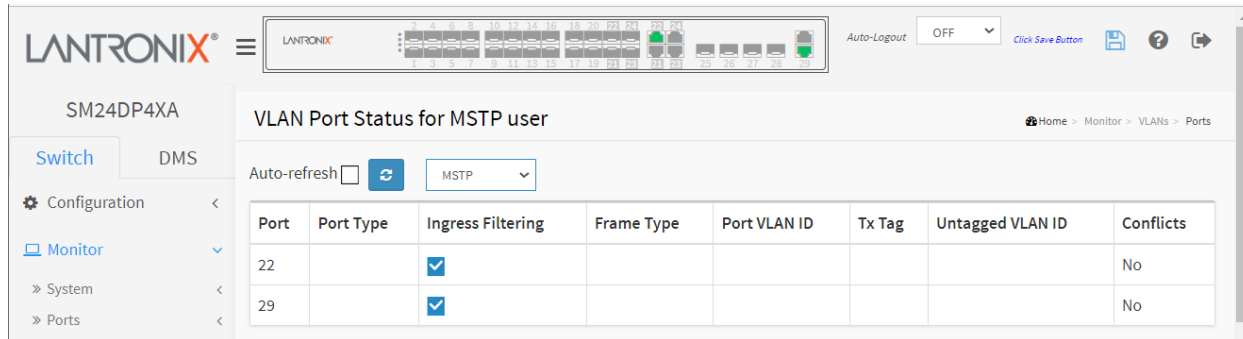 LANTRONIX®
LANTRONIX
2 4 6 8 10 12 14 16 18 20 22 24 22 24
1 3 5 7 9 11 13 15 17 19 21 23 21 23 25 26 27 28 29
Auto-Logout OFF Click Save Button
SM24DP4XA
VLAN Port Status for MSTP user
Home > Monitor > VLANs > Ports
Switch DMS
Auto-refresh MSTP
Configuration <
Monitor
» System <
» Ports <
Port Port Type Ingress Filtering Frame Type Port VLAN ID Tx Tag Untagged VLAN ID Conflicts
22 No
29 No